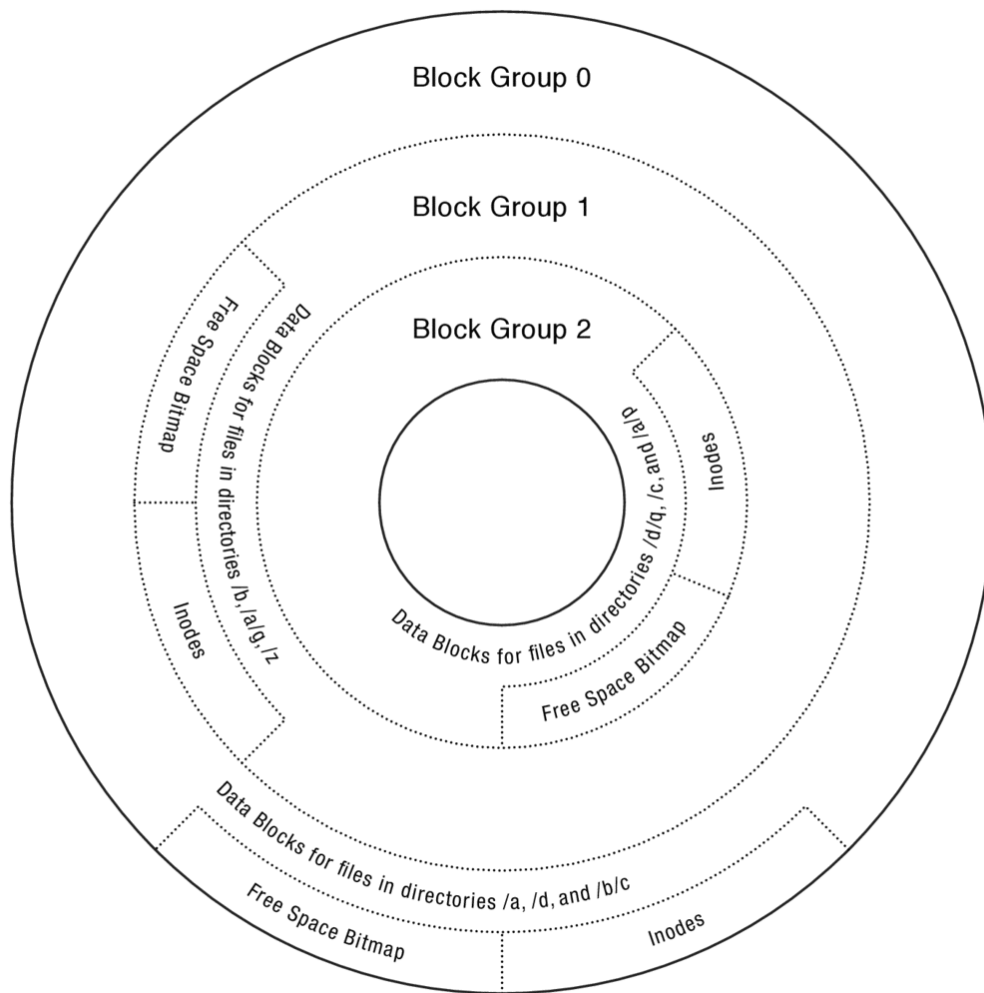 Block Group 0
Block Group 1
Block Group 2
Free Space Bitmap
Data Blocks for files in directories /b, /a/g, /z
Inodes
Data Blocks for files in directories /d/q, /c, and /a/p
Inodes
Free Space Bitmap
Data Blocks for files in directories /a, /d, and /b/c
Free Space Bitmap
Inodes